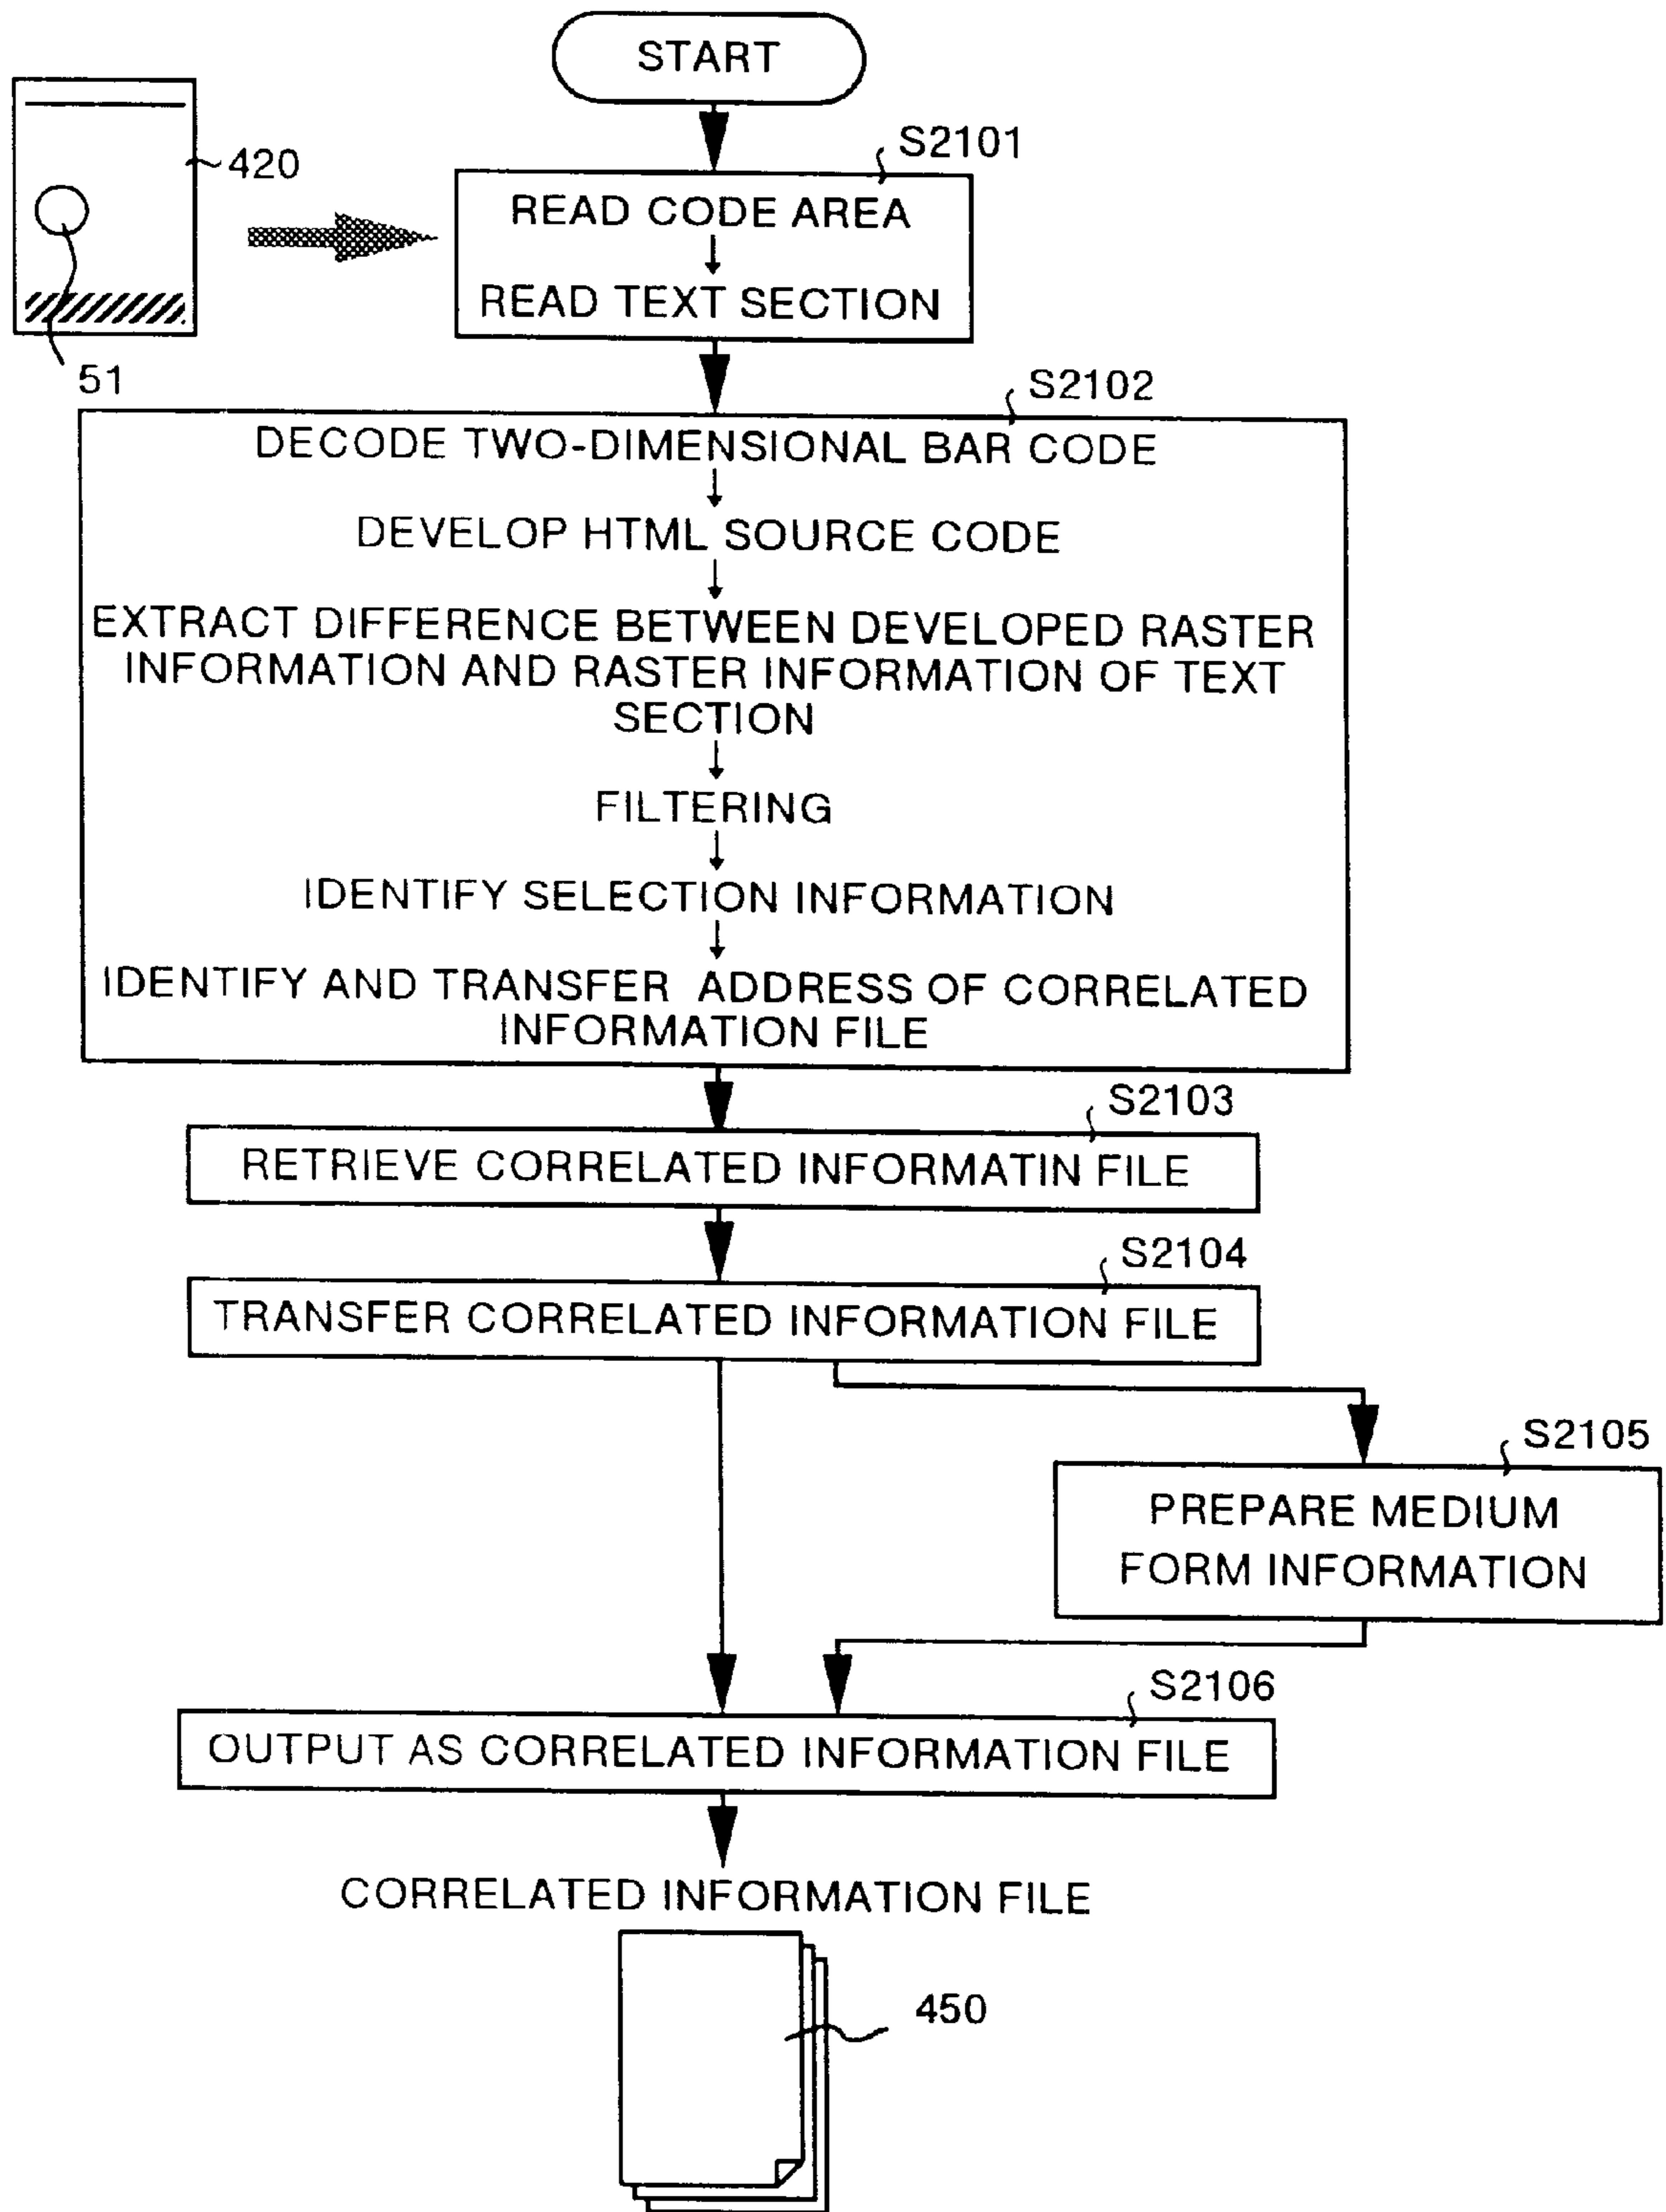 START
420
51
S2101
READ CODE AREA
READ TEXT SECTION
S2102
DECODE TWO-DIMENSIONAL BAR CODE
DEVELOP HTML SOURCE CODE
EXTRACT DIFFERENCE BETWEEN DEVELOPED RASTER
INFORMATION AND RASTER INFORMATION OF TEXT
SECTION
FILTERING
IDENTIFY SELECTION INFORMATION
IDENTIFY AND TRANSFER ADDRESS OF CORRELATED
INFORMATION FILE
S2103
RETRIEVE CORRELATED INFORMATIN FILE
S2104
TRANSFER CORRELATED INFORMATION FILE
S2105
PREPARE MEDIUM
FORM INFORMATION
S2106
OUTPUT AS CORRELATED INFORMATION FILE
CORRELATED INFORMATION FILE
450